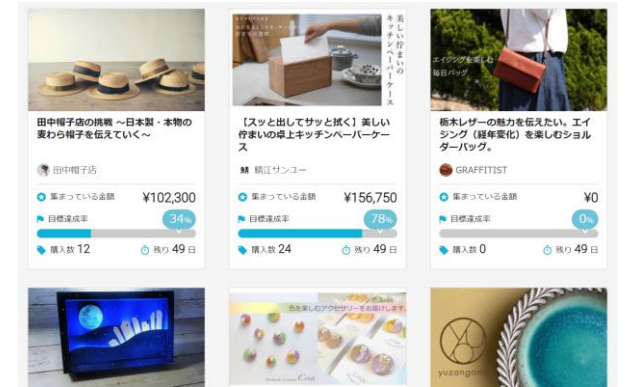 美しい佇まいの
キッチンペーパーケース
エイジングを楽しむ
毎日バッグ
田中帽子店の挑戦 ～日本製・本物の
麦わら帽子を伝えていく～
田中帽子店
集まっている金額 ¥102,300
目標達成率 34%
購入数 12 残り 49 日
【スッと出してサッと拭く】美しい
佇まいの卓上キッチンペーパーケー
ス
鯖 鯖江サンユー
集まっている金額 ¥156,750
目標達成率 78%
購入数 24 残り 49 日
栃木レザーの魅力を伝えたい。エイ
ジング（経年変化）を楽しむショル
ダーバッグ。
GRAFFITIST
集まっている金額 ¥0
目標達成率 0%
購入数 0 残り 49 日
色を楽しむアクセサリーをお届けします。
yuzangama